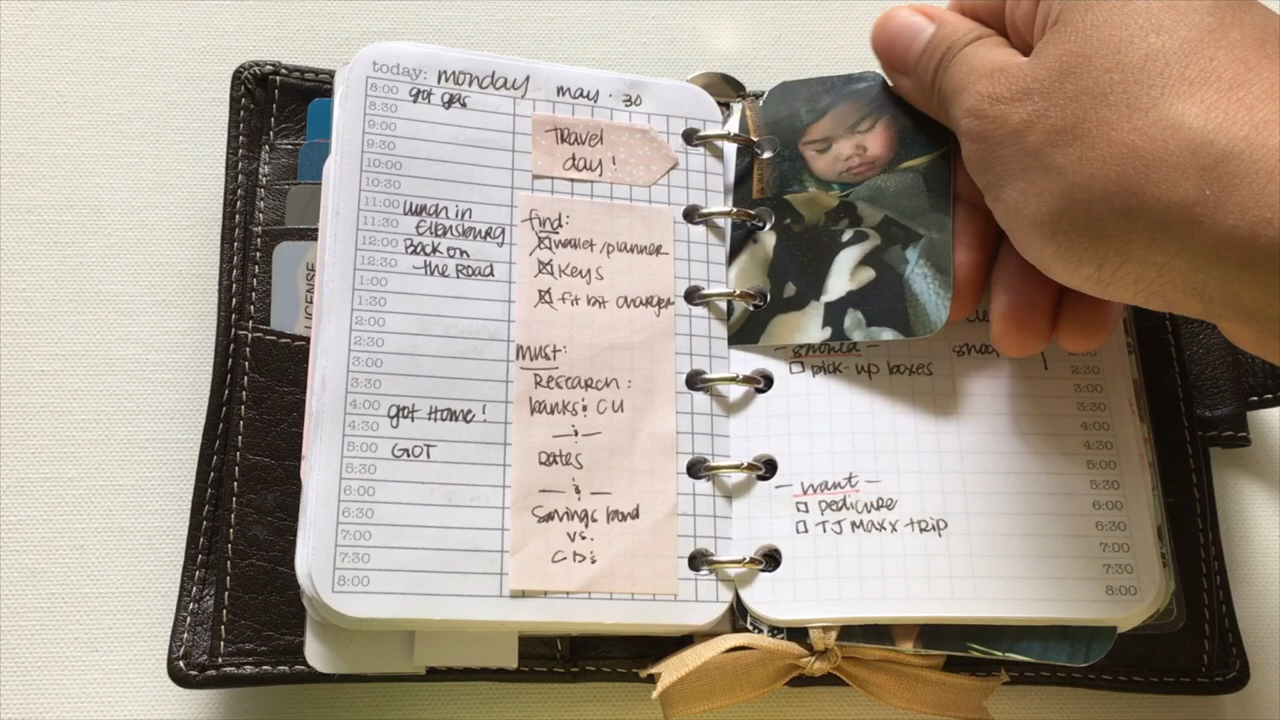 today: monday may. 30
8:00 got gas
8:30
9:00
9:30
10:00
10:30
11:00 lunch in
11:30 Ellensburg
12:00 Back on
12:30 the Road
1:00
1:30
2:00
2:30
3:00
3:30
4:00 got Home!
4:30
5:00 GOT
5:30
6:00
6:30
7:00
7:30
8:00
Travel
day!
find:
wallet/planner
Keys
fit bit charger
must:
Research:
banks & CU
- & -
Rates
- & -
Savings bond
vs.
CD's
LICENSE
- should -
pick-up boxes
- want -
pedicure
TJ Maxx trip
2:30
3:00
3:30
4:00
4:30
5:00
5:30
6:00
6:30
7:00
7:30
8:00